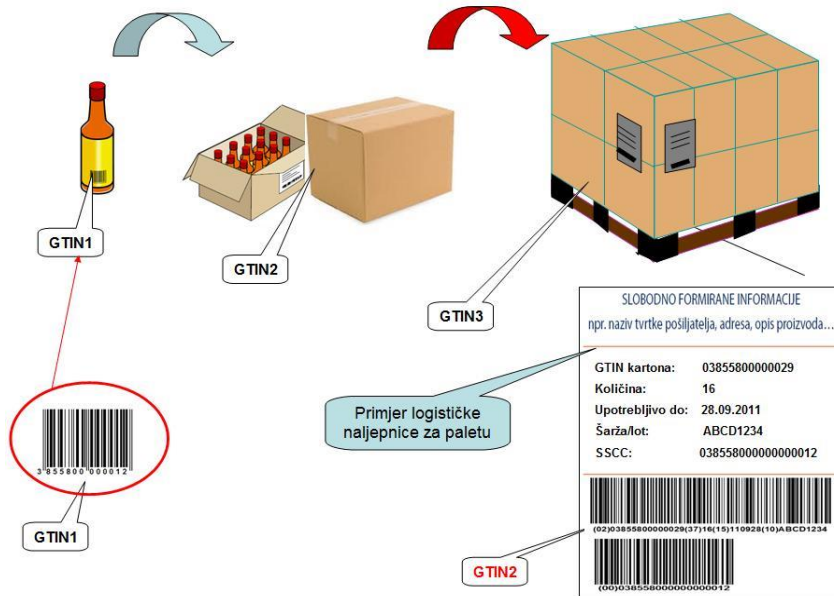 GTIN1
GTIN2
GTIN3
SLOBODNO FORMIRANE INFORMACIJE
npr. naziv tvrtke pošiljatelja, adresa, opis proizvoda...
GTIN kartona: 03855800000029
Količina: 16
Upotrebljivo do: 28.09.2011
Šarža/lot: ABCD1234
SSCC: 038558000000000012
(02)03855800000029(37)16(15)110928(10)ABCD1234
(00)038558000000000012
Primjer logističke
naljepnice za paletu
3 855800 000012
GTIN1
GTIN2